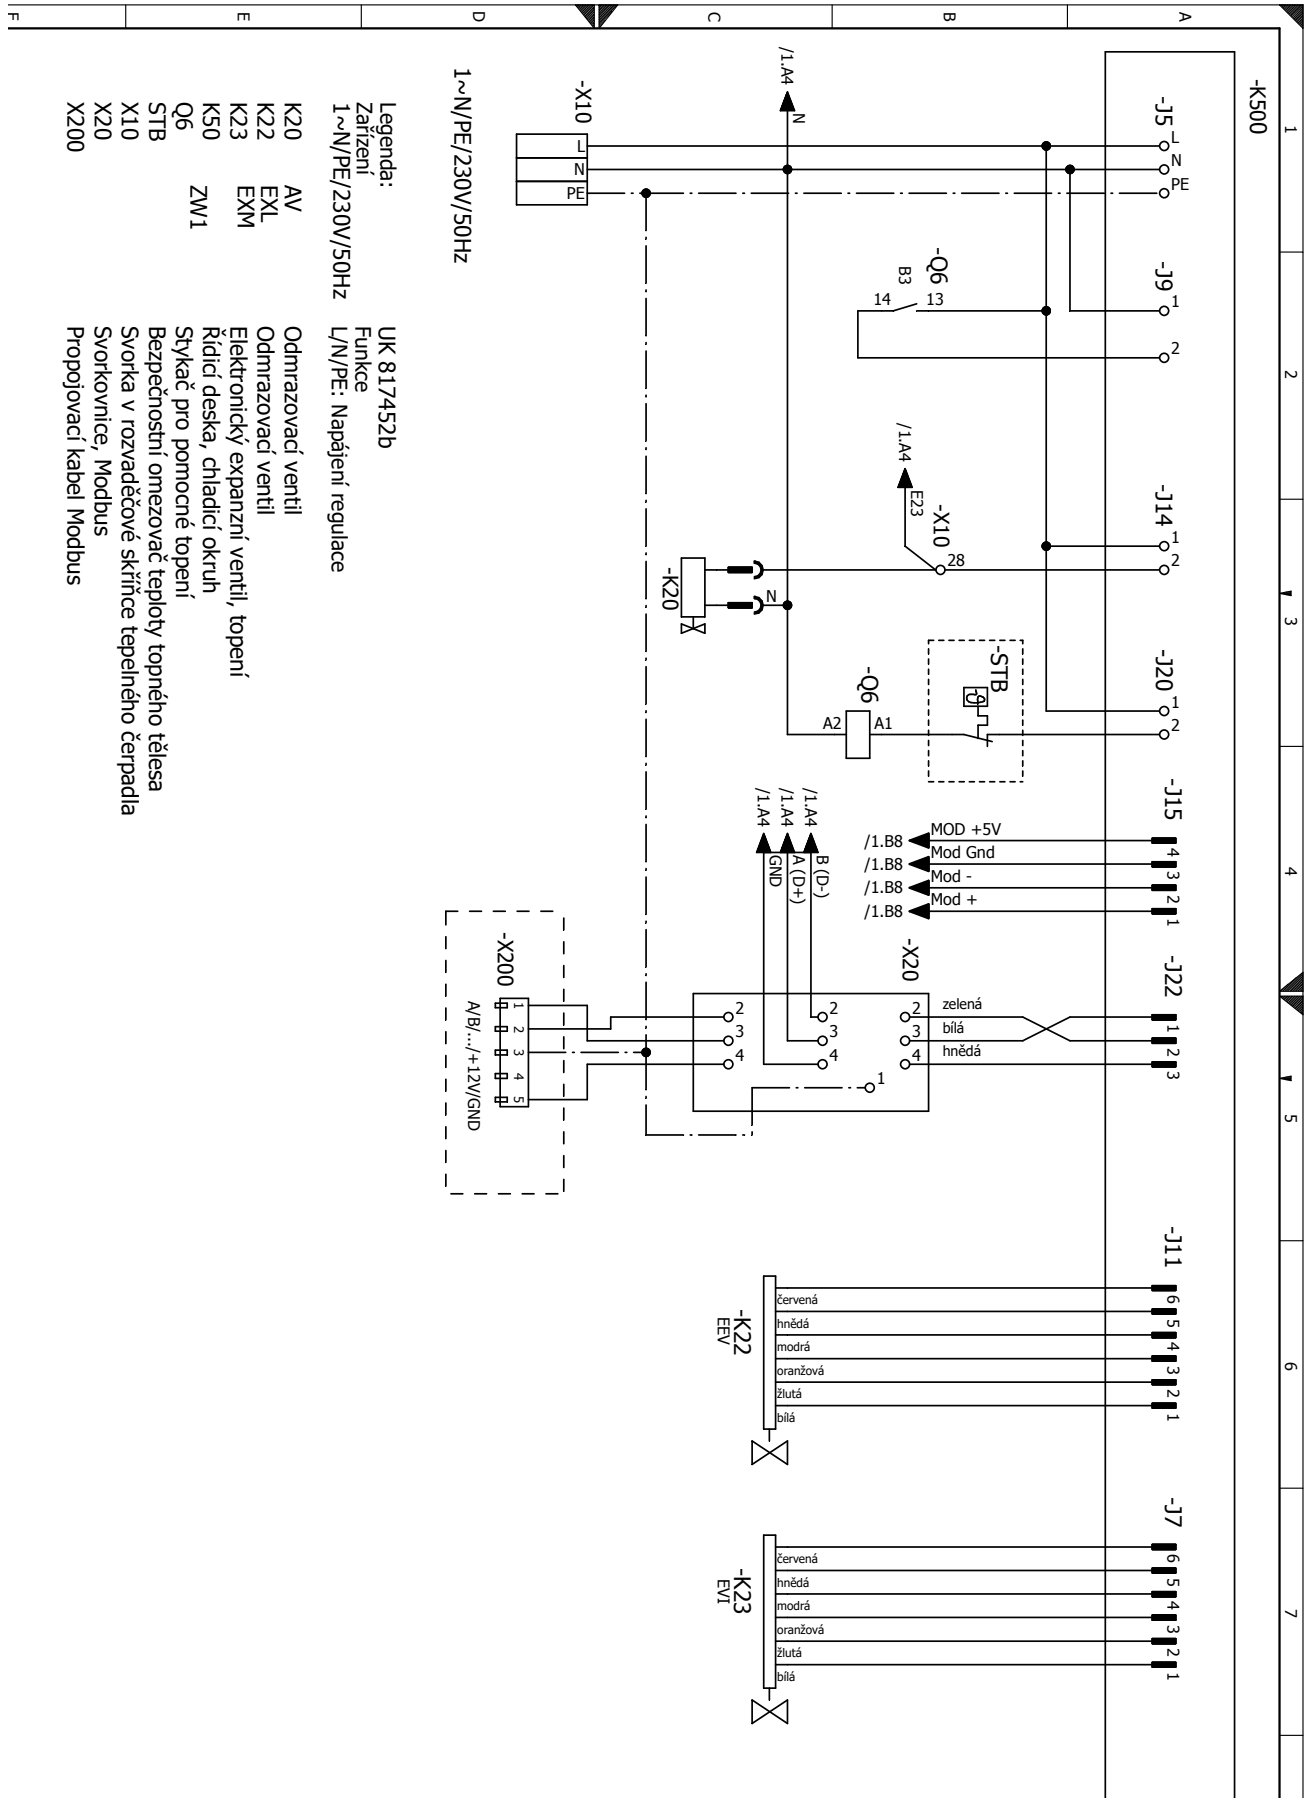 1
2
3
4
5
6
7
A
B
C
D
E
F
-K500
-J5
L
N
PE
-J9
1
2
-J14
1
2
-J20
1
2
-J15
4
3
2
1
-J22
1
2
3
-J11
6
5
4
3
2
1
-J7
6
5
4
3
2
1
/1.A4
N
-X10
L
N
PE
1~N/PE/230V/50Hz
-Q6
B3
14
13
/1.A4
E23
-X10
28
-K20
N
-STB
-Q6
A2
A1
MOD +5V
/1.B8
Mod Gnd
/1.B8
Mod -
/1.B8
Mod +
/1.B8
/1.A4
B (D-)
/1.A4
A (D+)
/1.A4
GND
-X20
2
3
4
2
3
4
2
3
4
1
zelená
bílá
hnědá
-X200
1
2
3
4
5
A/B/.../+12V/GND
červená
hnědá
modrá
oranžová
žlutá
bílá
-K22
EEV
červená
hnědá
modrá
oranžová
žlutá
bílá
-K23
EVI
Legenda: UK 817452b
Zařízení Funkce
1~N/PE/230V/50Hz L/N/PE: Napájení regulace
K20 AV Odmrazovací ventil
K22 EXL Odmrazovací ventil
K23 EXM Elektronický expanzní ventil, topení
K50 Řídicí deska, chladicí okruh
Q6 ZW1 Stykač pro pomocné topení
STB Bezpečnostní omezovač teploty topného tělesa
X10 Svorka v rozvaděčové skříňce tepelného čerpadla
X20 Svorkovnice, Modbus
X200 Propojovací kabel Modbus